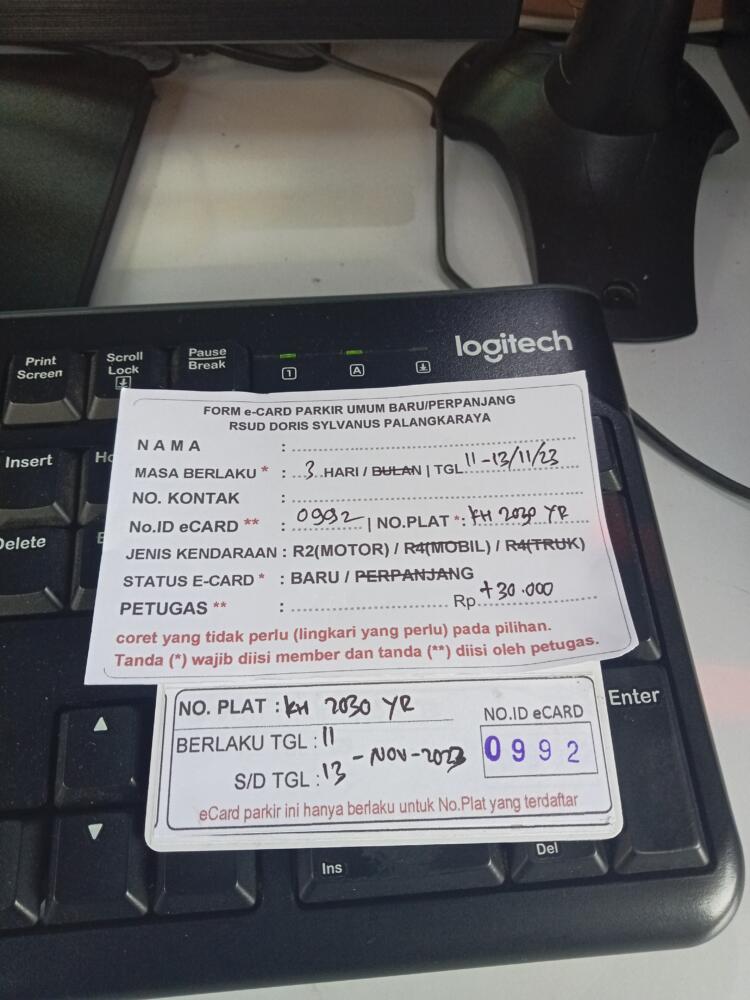 logitech
Print Screen
Scroll Lock
Pause Break
1
A
Insert
Delete
FORM e-CARD PARKIR UMUM BARU/PERPANJANG
RSUD DORIS SYLVANUS PALANGKARAYA
NAMA :
MASA BERLAKU * : 3 HARI / BULAN | TGL 11-13/11/23
NO. KONTAK :
No.ID eCARD ** : 0992 | NO.PLAT *: KH 2030 YR
JENIS KENDARAAN : R2(MOTOR) / R4(MOBIL) / R4(TRUK)
STATUS E-CARD * : BARU / PERPANJANG
PETUGAS ** : Rp. +30.000
coret yang tidak perlu (lingkari yang perlu) pada pilihan.
Tanda (*) wajib diisi member dan tanda (**) diisi oleh petugas.
Enter
NO. PLAT : KH 2030 YR
NO.ID eCARD
BERLAKU TGL : 11
0992
S/D TGL : 13 - NOV - 2023
eCard parkir ini hanya berlaku untuk No.Plat yang terdaftar
Ins
Del